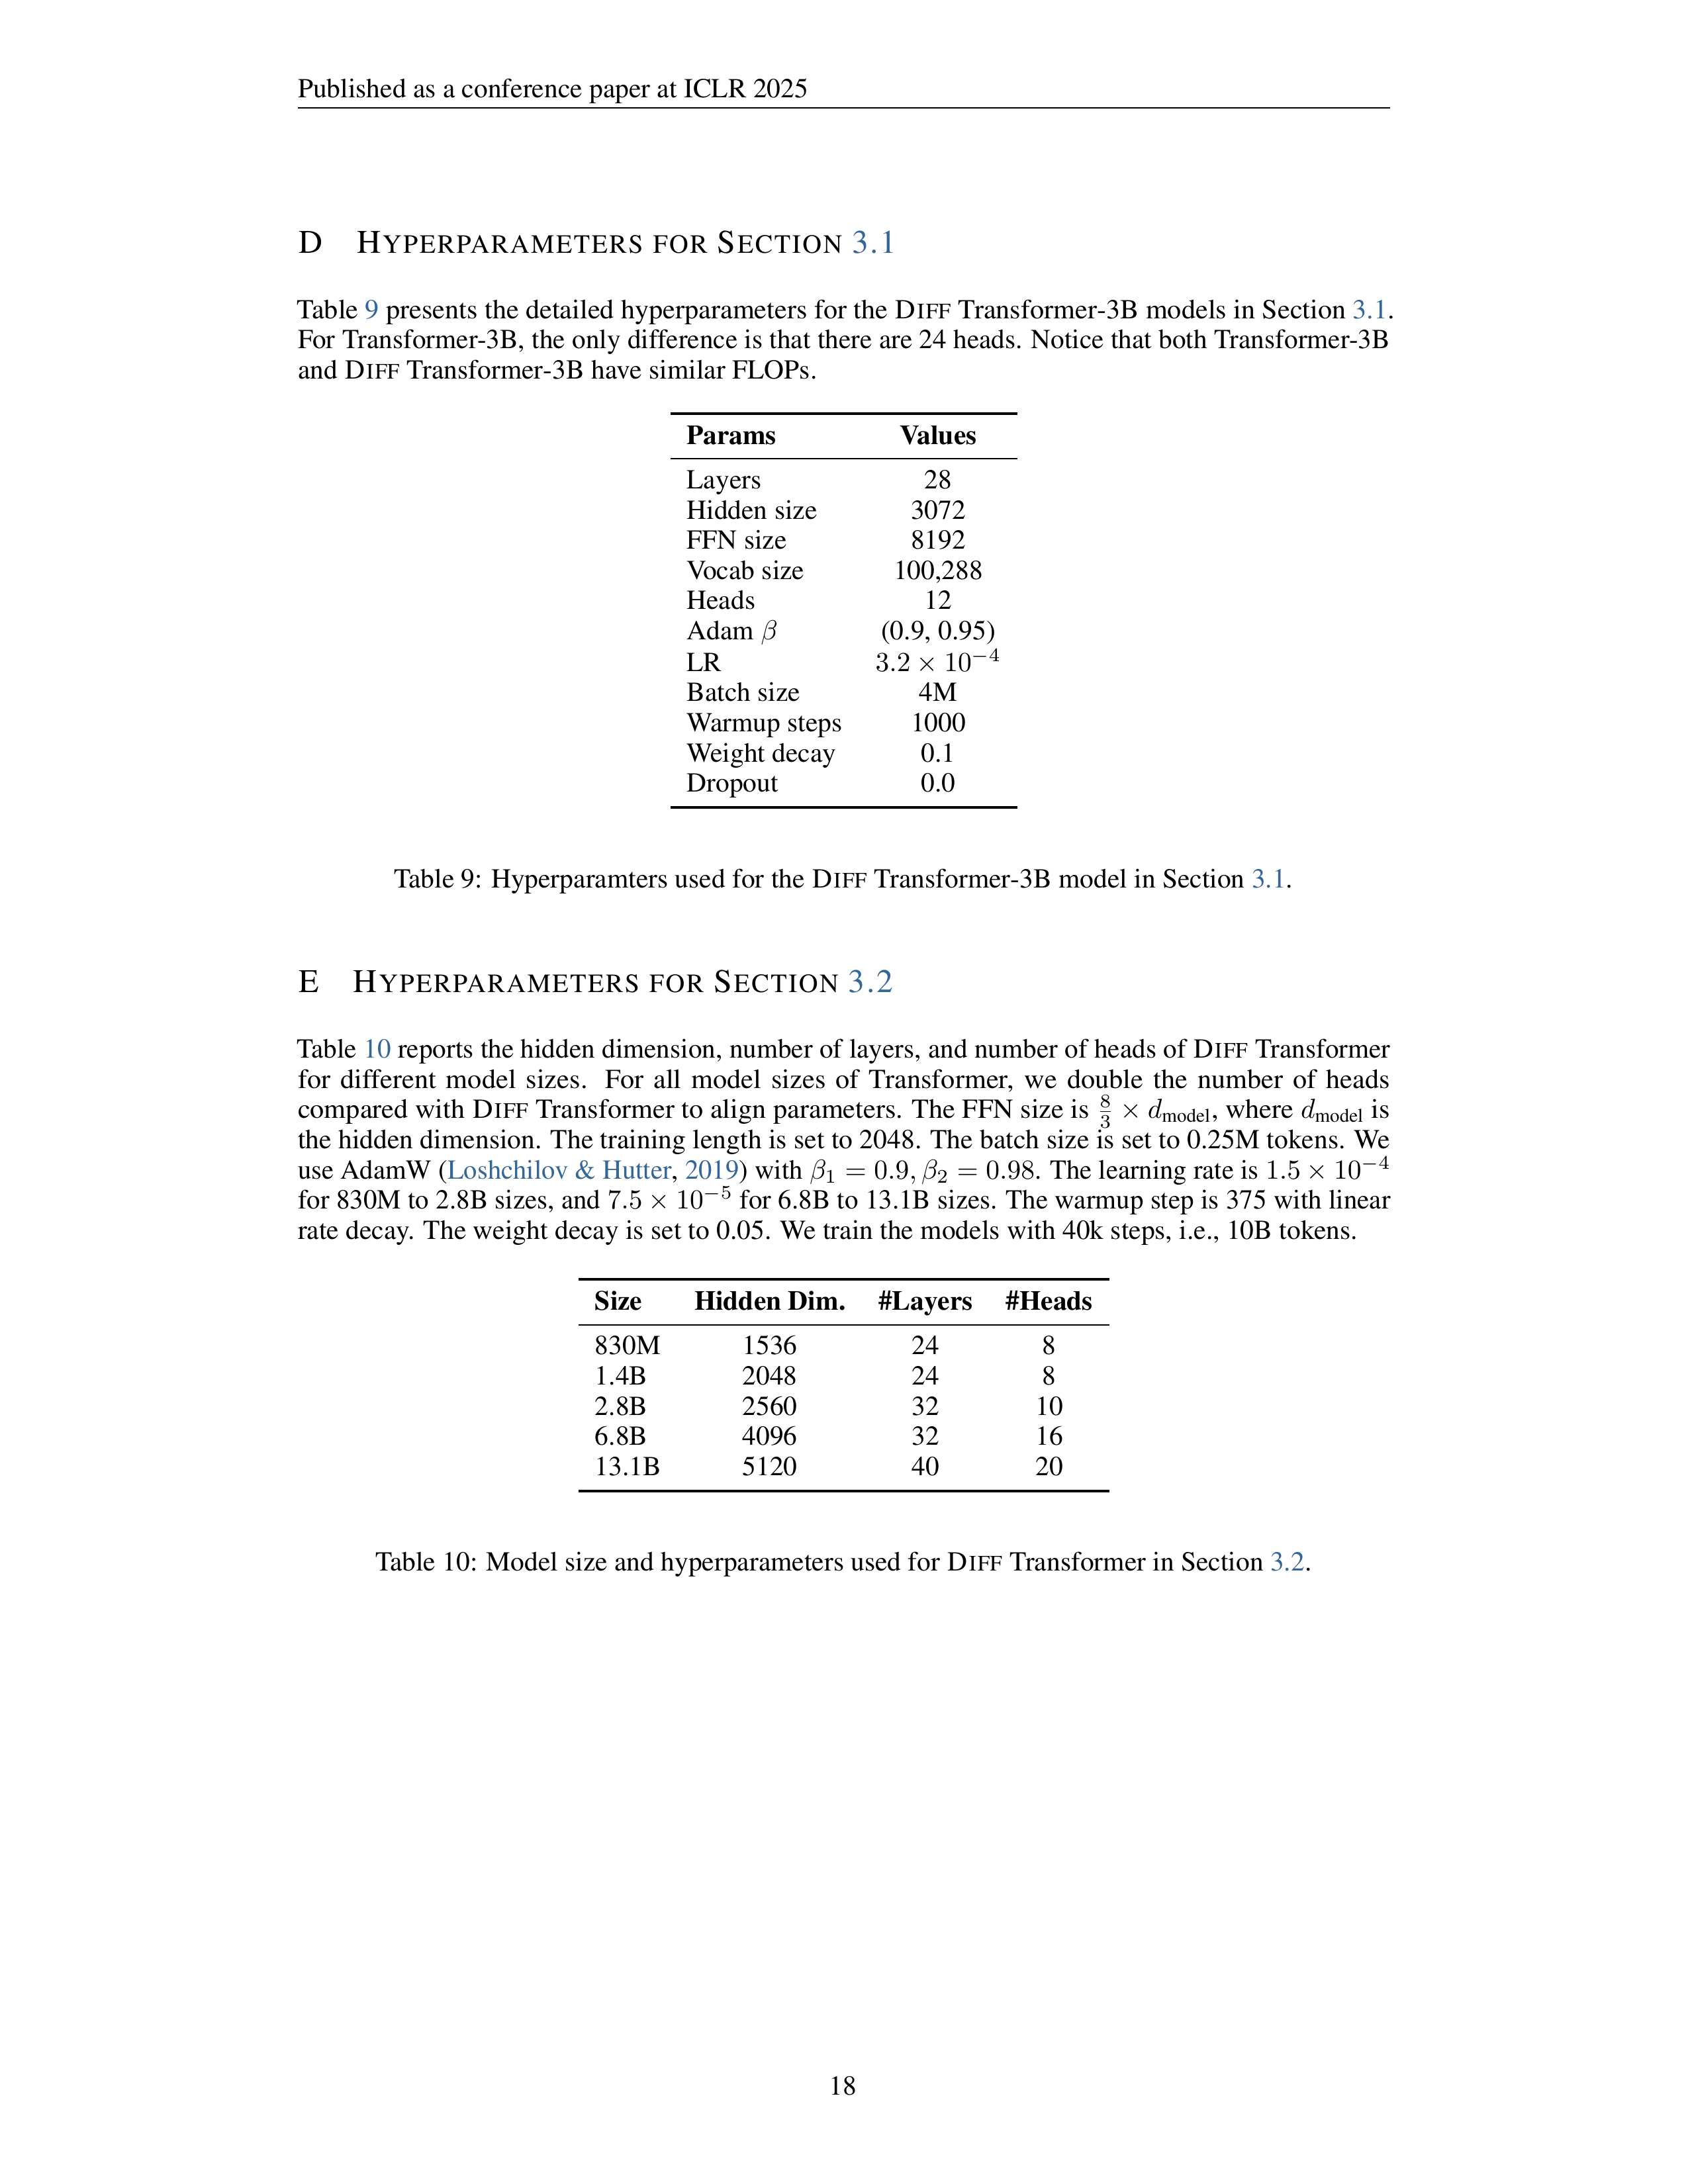 Published as a conference paper at ICLR 2025
D HYPERPARAMETERS FOR SECTION 3.1
Table 9 presents the detailed hyperparameters for the DIFF Transformer-3B models in Section 3.1.
For Transformer-3B, the only difference is that there are 24 heads. Notice that both Transformer-3B
and DIFF Transformer-3B have similar FLOPs.
Params Values
Layers 28
Hidden size 3072
FFN size 8192
Vocab size 100,288
Heads 12
Adam β (0.9, 0.95)
LR 3.2 × 10⁻⁴
Batch size 4M
Warmup steps 1000
Weight decay 0.1
Dropout 0.0
Table 9: Hyperparamters used for the DIFF Transformer-3B model in Section 3.1.
E HYPERPARAMETERS FOR SECTION 3.2
Table 10 reports the hidden dimension, number of layers, and number of heads of DIFF Transformer
for different model sizes. For all model sizes of Transformer, we double the number of heads
compared with DIFF Transformer to align parameters. The FFN size is 8/3 × d_model, where d_model is
the hidden dimension. The training length is set to 2048. The batch size is set to 0.25M tokens. We
use AdamW (Loshchilov & Hutter, 2019) with β₁ = 0.9, β₂ = 0.98. The learning rate is 1.5 × 10⁻⁴
for 830M to 2.8B sizes, and 7.5 × 10⁻⁵ for 6.8B to 13.1B sizes. The warmup step is 375 with linear
rate decay. The weight decay is set to 0.05. We train the models with 40k steps, i.e., 10B tokens.
Size Hidden Dim. #Layers #Heads
830M 1536 24 8
1.4B 2048 24 8
2.8B 2560 32 10
6.8B 4096 32 16
13.1B 5120 40 20
Table 10: Model size and hyperparameters used for DIFF Transformer in Section 3.2.
18